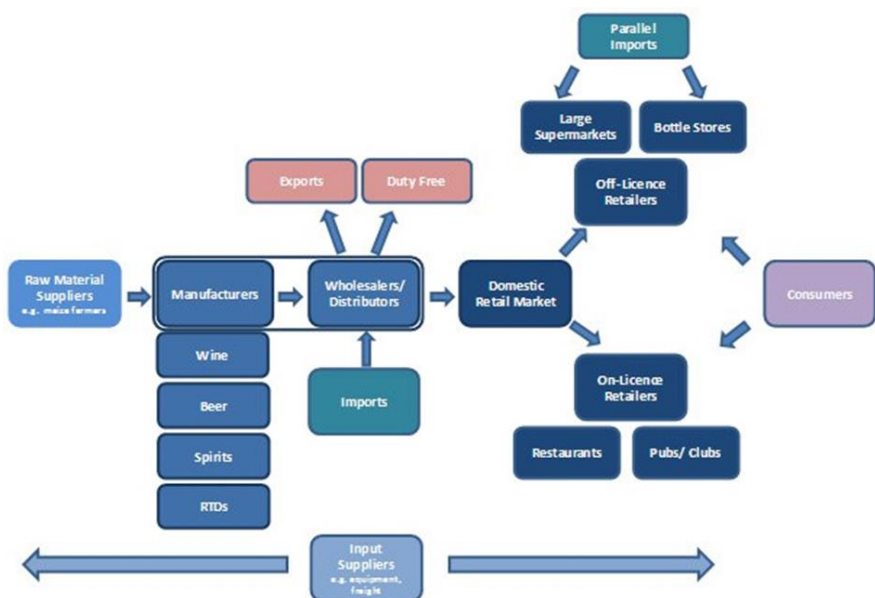 Parallel
Imports
Large
Supermarkets
Bottle Stores
Exports
Duty Free
Off-Licence
Retailers
Raw Material
Suppliers
e.g. maize farmers
Manufacturers
Wholesalers/
Distributors
Domestic
Retail Market
Consumers
Wine
Beer
Spirits
RTDs
Imports
On-Licence
Retailers
Restaurants
Pubs/ Clubs
Input
Suppliers
e.g. equipment,
freight